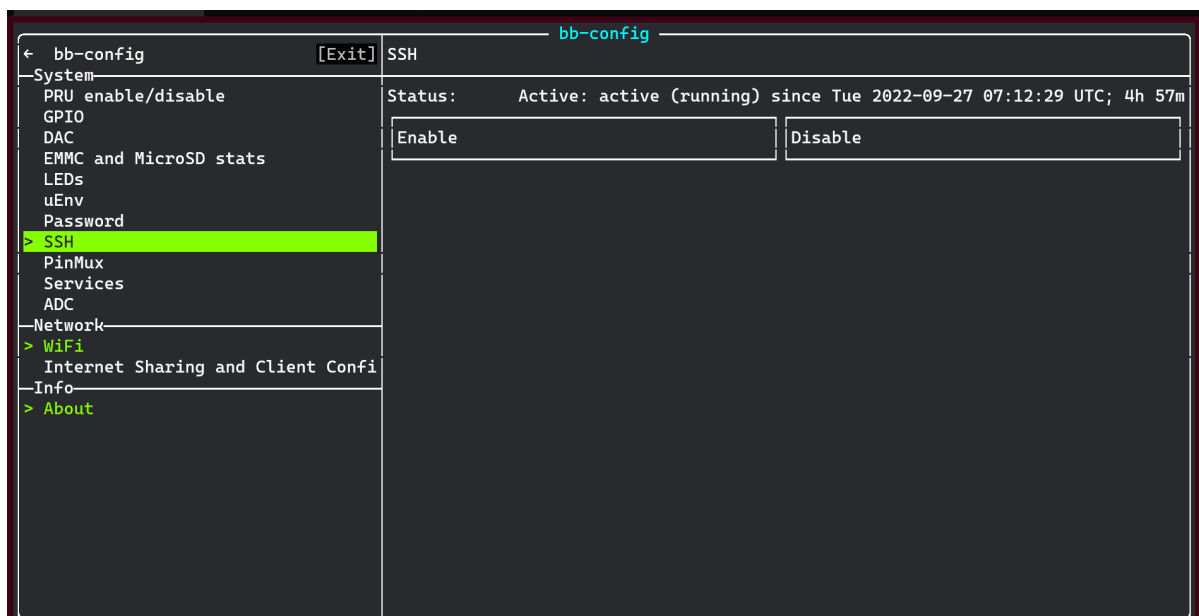 bb-config
← bb-config [Exit]
System
PRU enable/disable
GPIO
DAC
EMMC and MicroSD stats
LEDs
uEnv
Password
> SSH
PinMux
Services
ADC
Network
> WiFi
Internet Sharing and Client Confi
Info
> About
SSH
Status: Active: active (running) since Tue 2022-09-27 07:12:29 UTC; 4h 57m
Enable Disable